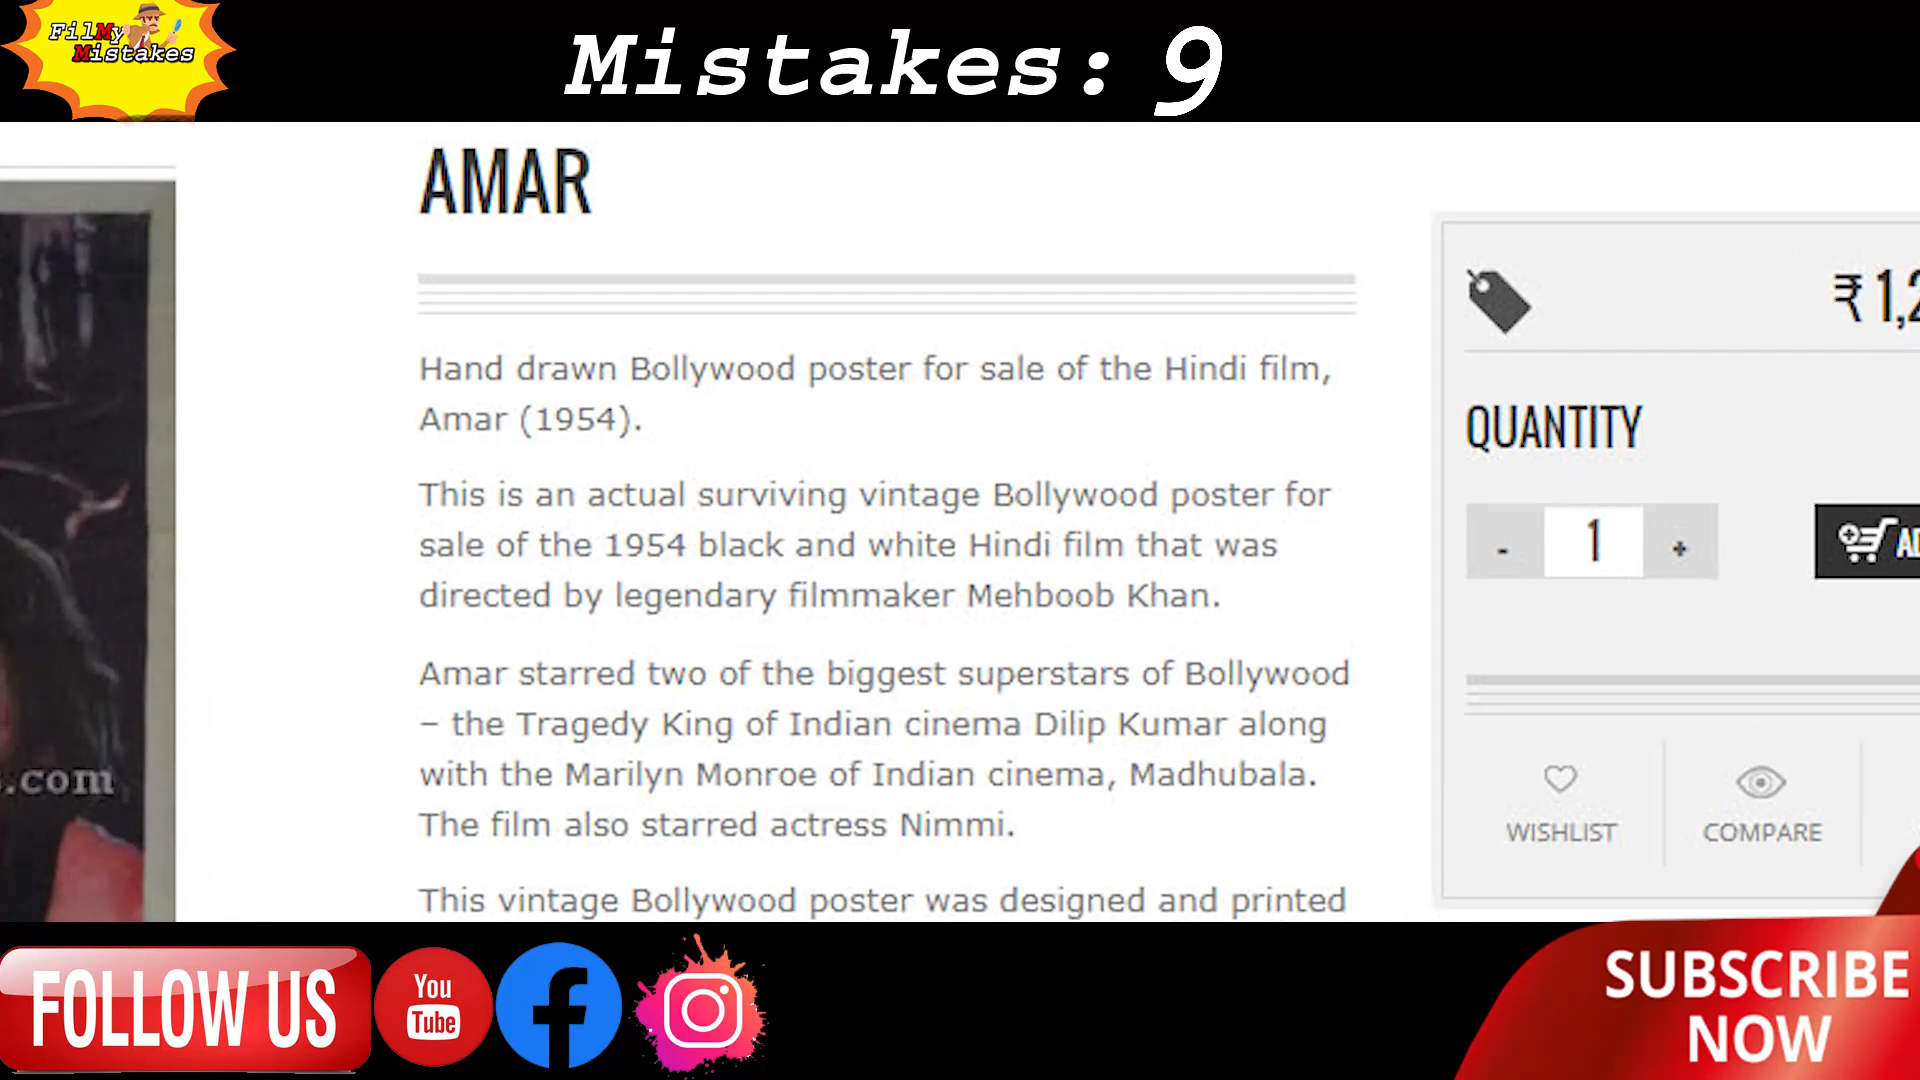 FilMy
Mistakes
Mistakes: 9
AMAR
Hand drawn Bollywood poster for sale of the Hindi film,
Amar (1954).
This is an actual surviving vintage Bollywood poster for
sale of the 1954 black and white Hindi film that was
directed by legendary filmmaker Mehboob Khan.
Amar starred two of the biggest superstars of Bollywood
– the Tragedy King of Indian cinema Dilip Kumar along
with the Marilyn Monroe of Indian cinema, Madhubala.
The film also starred actress Nimmi.
This vintage Bollywood poster was designed and printed
.com
₹ 1,2
QUANTITY
- 1 +
AD
WISHLIST
COMPARE
FOLLOW US
You
Tube
SUBSCRIBE
NOW